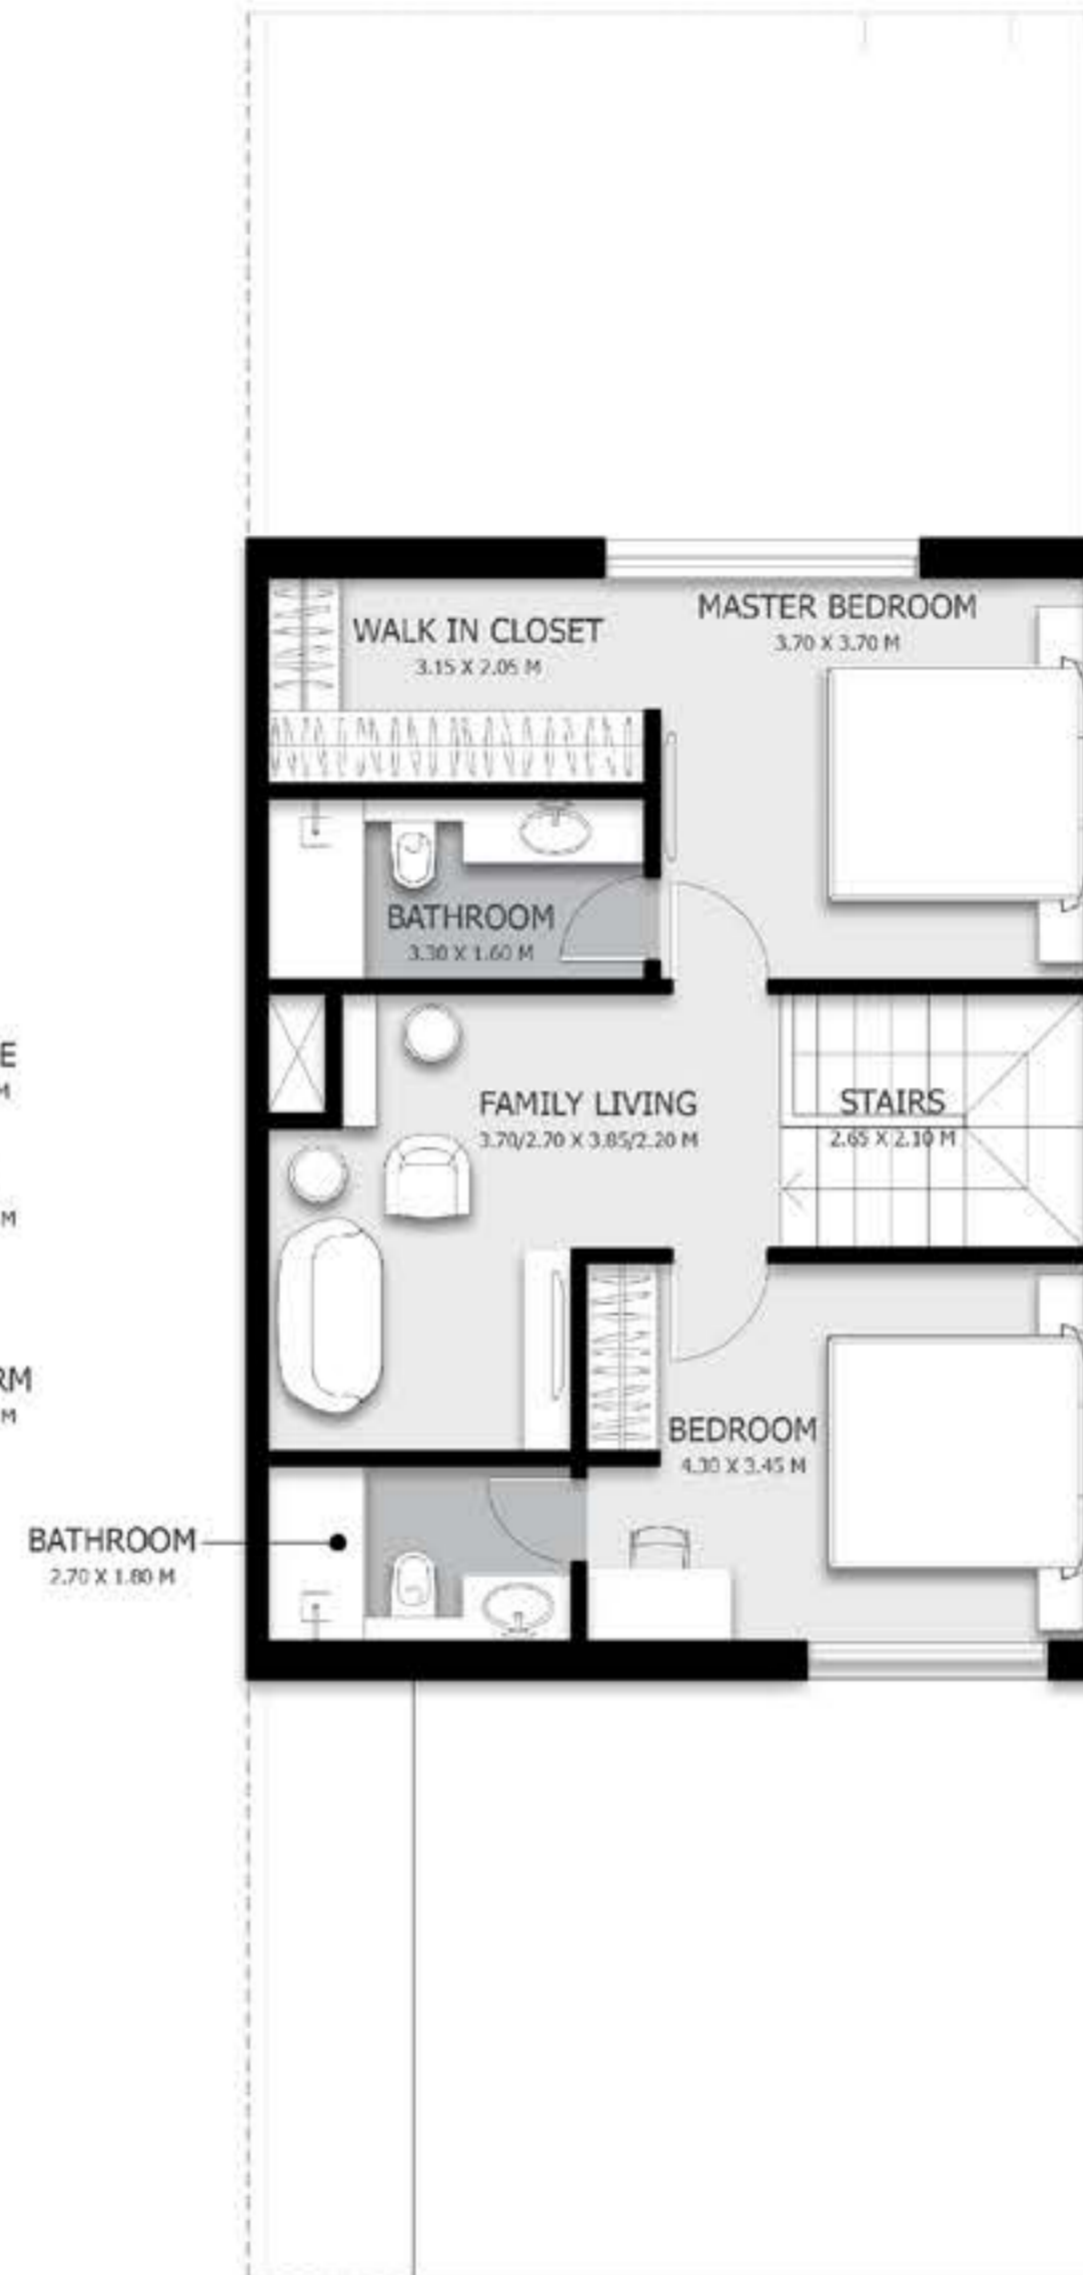 WALK IN CLOSET
3.15 X 2.05 M
MASTER BEDROOM
3.70 X 3.70 M
BATHROOM
3.30 X 1.60 M
E
M
FAMILY LIVING
3.70/2.70 X 3.85/2.20 M
STAIRS
2.65 X 2.10 M
M
RM
M
BEDROOM
4.30 X 3.45 M
BATHROOM
2.70 X 1.80 M